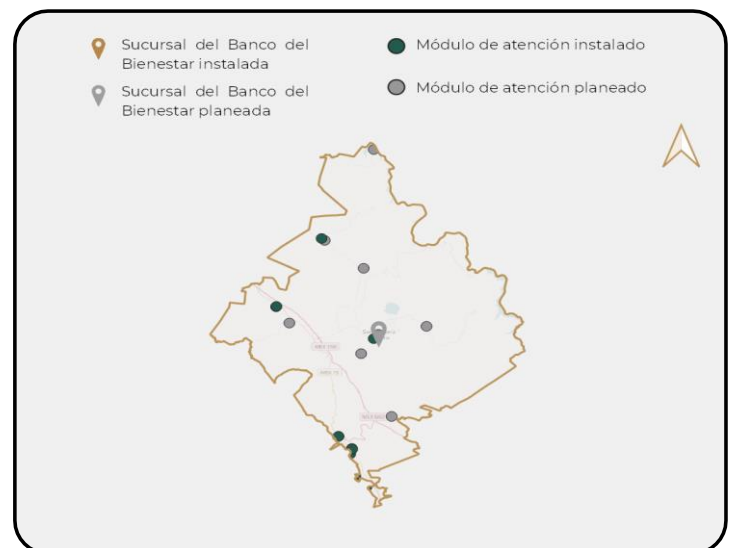 Sucursal del Banco del
Bienestar instalada
Sucursal del Banco del
Bienestar planeada
Módulo de atención instalado
Módulo de atención planeado